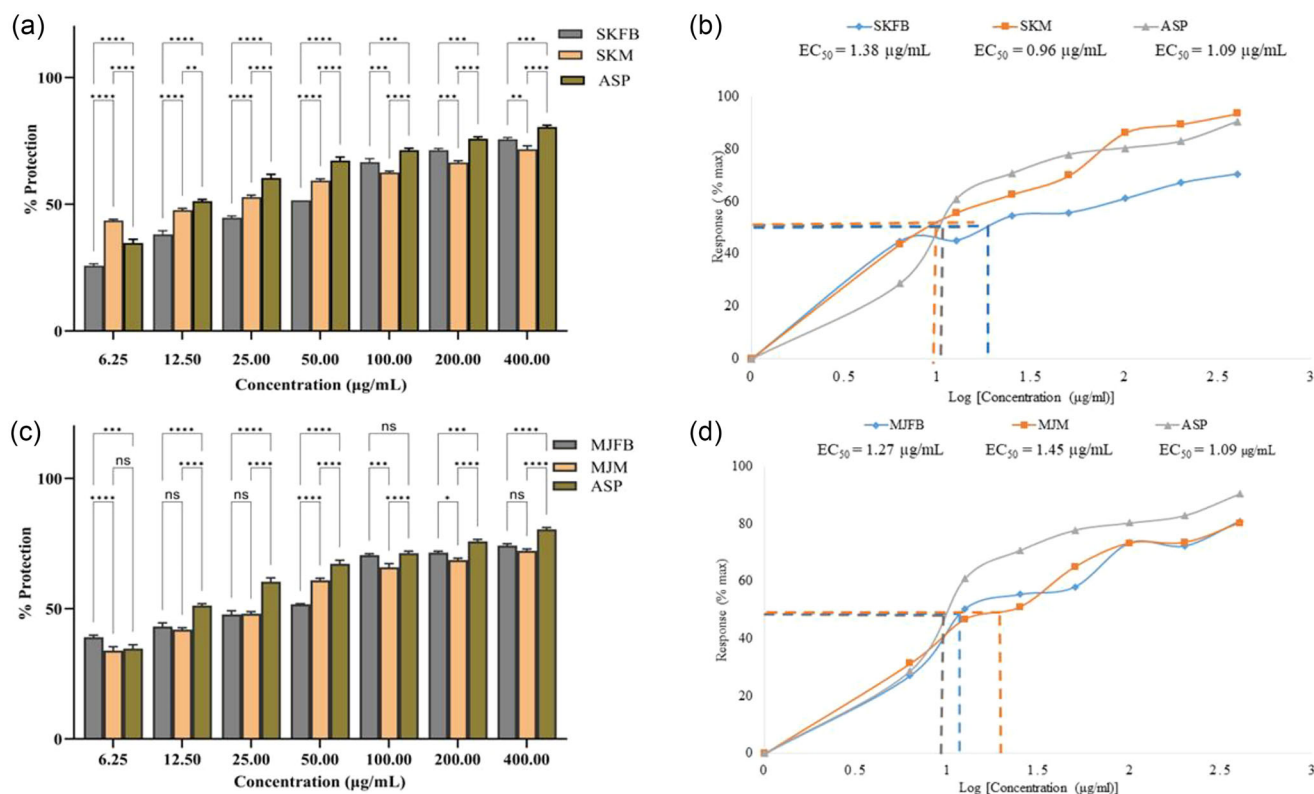 (a)
SKFB
SKM
ASP
**** **** **** **** *** *** ***
**** ** **** **** **** **** ****
**** **** **** **** *** *** **
100
50
0
% Protection
6.25 12.50 25.00 50.00 100.00 200.00 400.00
Concentration (µg/mL)
(b)
SKFB SKM ASP
EC50 = 1.38 µg/mL EC50 = 0.96 µg/mL EC50 = 1.09 µg/mL
100
80
60
40
20
0
Response (% max)
0 0.5 1 1.5 2 2.5 3
Log [Concentration (µg/ml)]
(c)
MJFB
MJM
ASP
*** **** **** **** ns *** ****
ns **** **** **** **** **** ****
**** ns ns **** *** * ns
100
50
0
% Protection
6.25 12.50 25.00 50.00 100.00 200.00 400.00
Concentration (µg/mL)
(d)
MJFB MJM ASP
EC50 = 1.27 µg/mL EC50 = 1.45 µg/mL EC50 = 1.09 µg/mL
100
80
60
40
20
0
Response (% max)
0 0.5 1 1.5 2 2.5 3
Log [Concentration (µg/ml)]